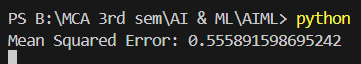 PS B:\MCA 3rd sem\AI & ML\AIML> python
Mean Squared Error: 0.555891598695242